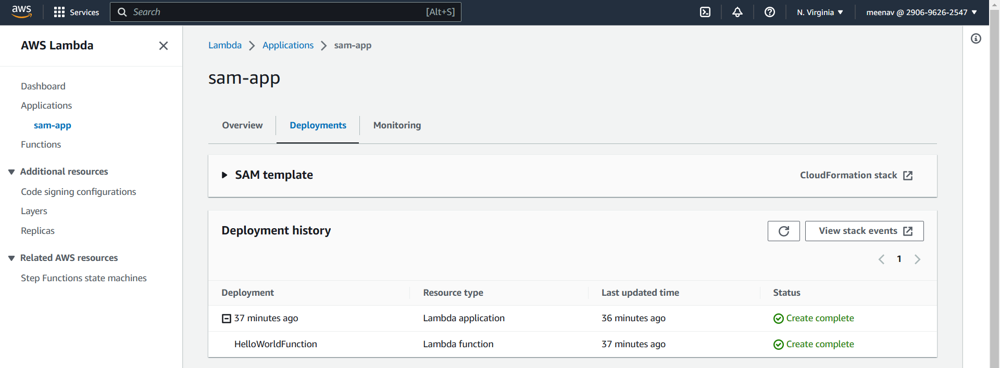 aws Services Search [Alt+S] N. Virginia meenav @ 2906-9626-2547
AWS Lambda
Dashboard
Applications
sam-app
Functions
Additional resources
Code signing configurations
Layers
Replicas
Related AWS resources
Step Functions state machines
Lambda Applications sam-app
sam-app
Overview Deployments Monitoring
SAM template CloudFormation stack
Deployment history View stack events
1
Deployment Resource type Last updated time Status
37 minutes ago Lambda application 36 minutes ago Create complete
HelloWorldFunction Lambda function 37 minutes ago Create complete